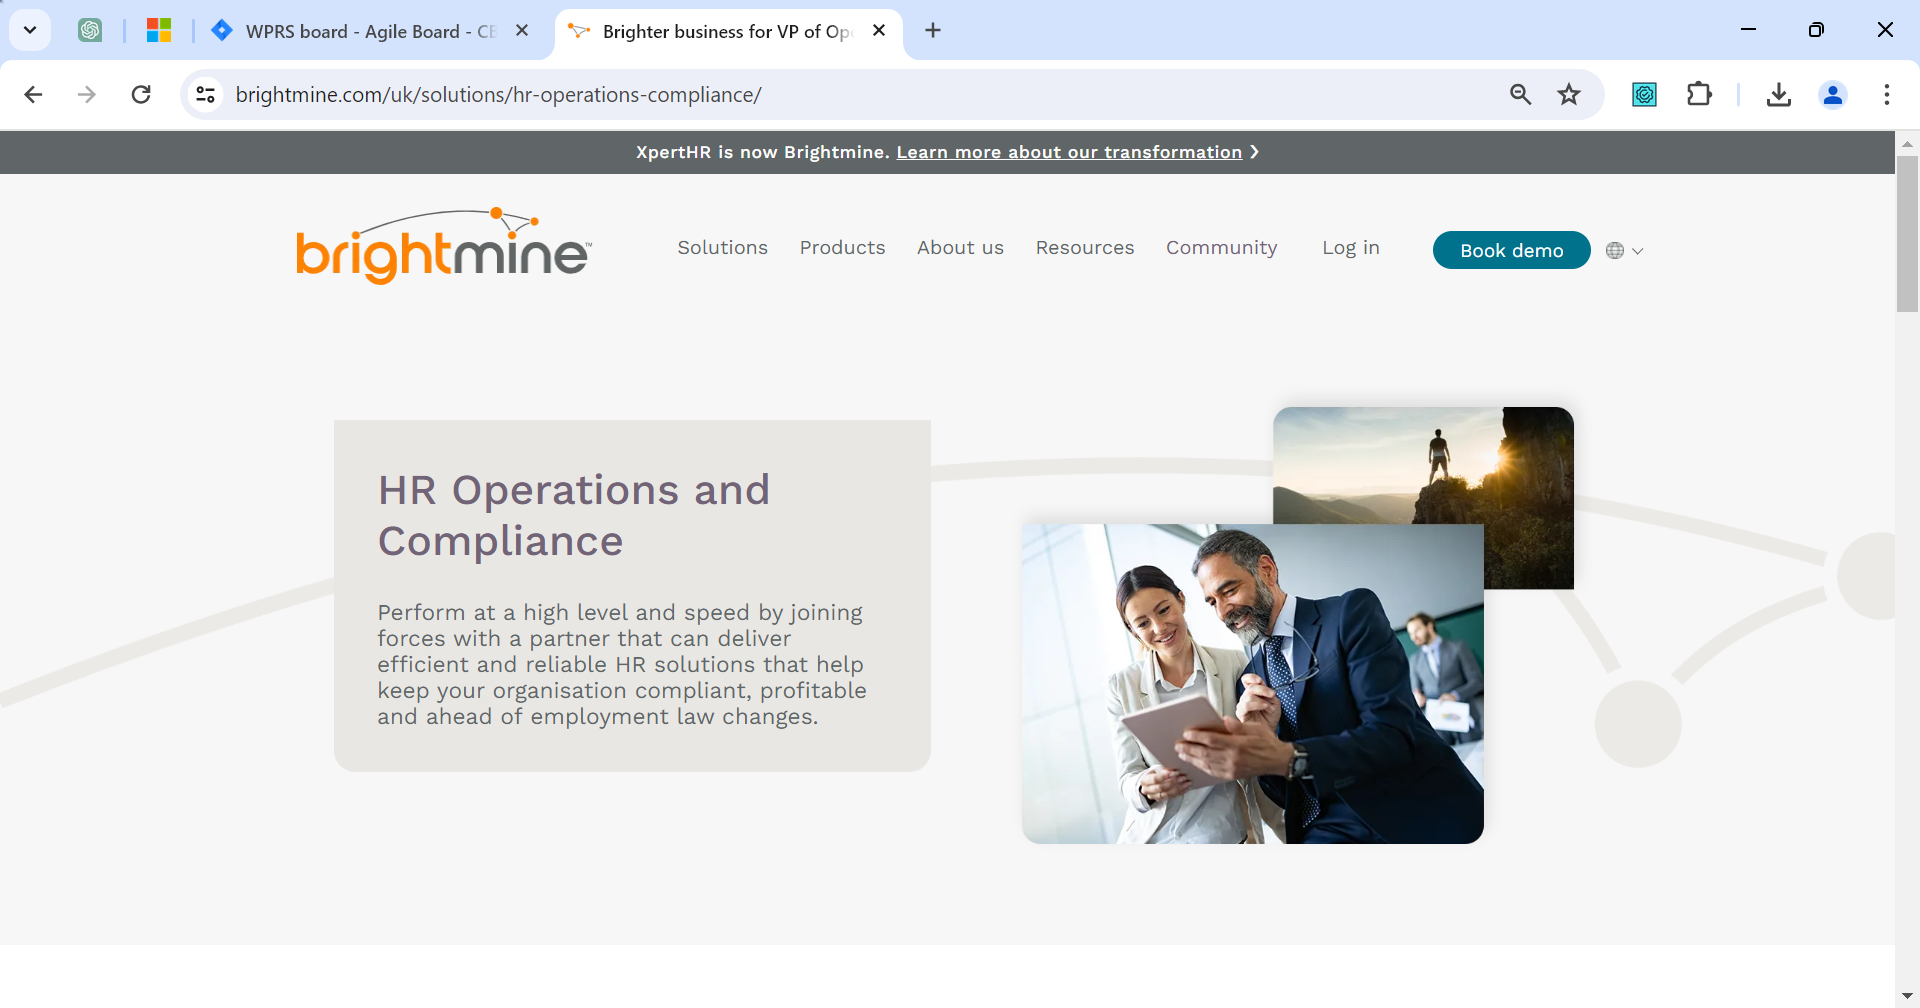 WPRS board - Agile Board - CE
Brighter business for VP of Op
brightmine.com/uk/solutions/hr-operations-compliance/
XpertHR is now Brightmine. Learn more about our transformation ❯
brightmine™
Solutions Products About us Resources Community Log in Book demo
HR Operations and
Compliance
Perform at a high level and speed by joining
forces with a partner that can deliver
efficient and reliable HR solutions that help
keep your organisation compliant, profitable
and ahead of employment law changes.